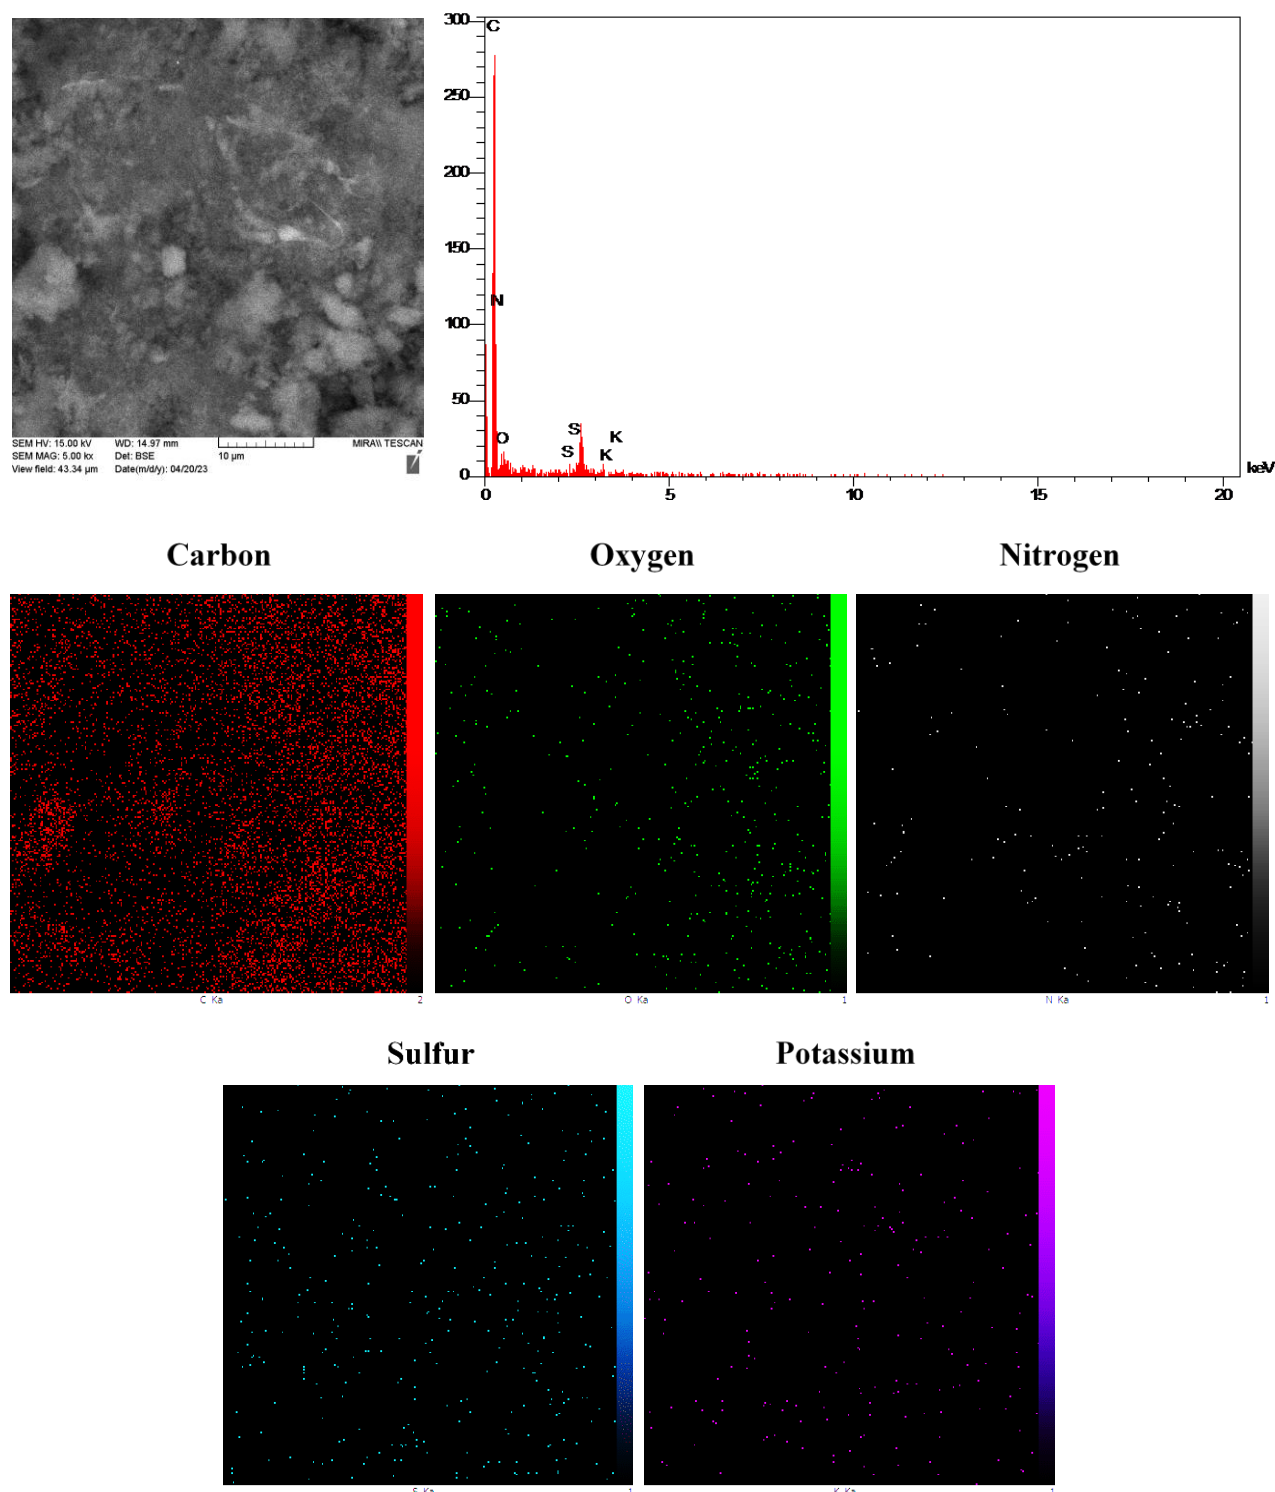 SEM HV: 15.00 kV WD: 14.97 mm MIRA\\ TESCAN
SEM MAG: 5.00 kx Det: BSE 10 µm
View field: 43.34 µm Date(m/d/y): 04/20/23
300
250
200
150
100
50
0
C
N
O
S
S
K
K
0 5 10 15 20
keV
Carbon Oxygen Nitrogen
C Ka 2 O Ka 1 N Ka 1
Sulfur Potassium
S Ka 1 K Ka 1